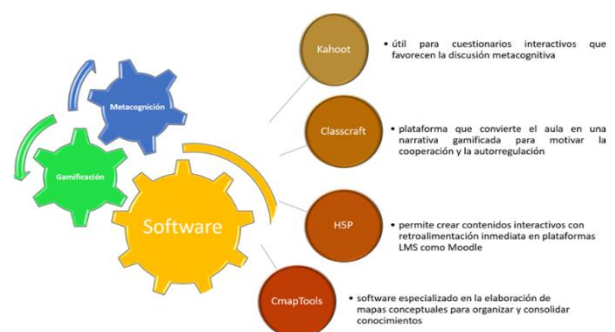 Metacognición
Gamificación
Software
Kahoot
• útil para cuestionarios interactivos que
favorecen la discusión metacognitiva
Classcraft
• plataforma que convierte el aula en una
narrativa gamificada para motivar la
cooperación y la autorregulación
H5P
• permite crear contenidos interactivos con
retroalimentación inmediata en plataformas
LMS como Moodle
CmapTools
• software especializado en la elaboración de
mapas conceptuales para organizar y consolidar
conocimientos